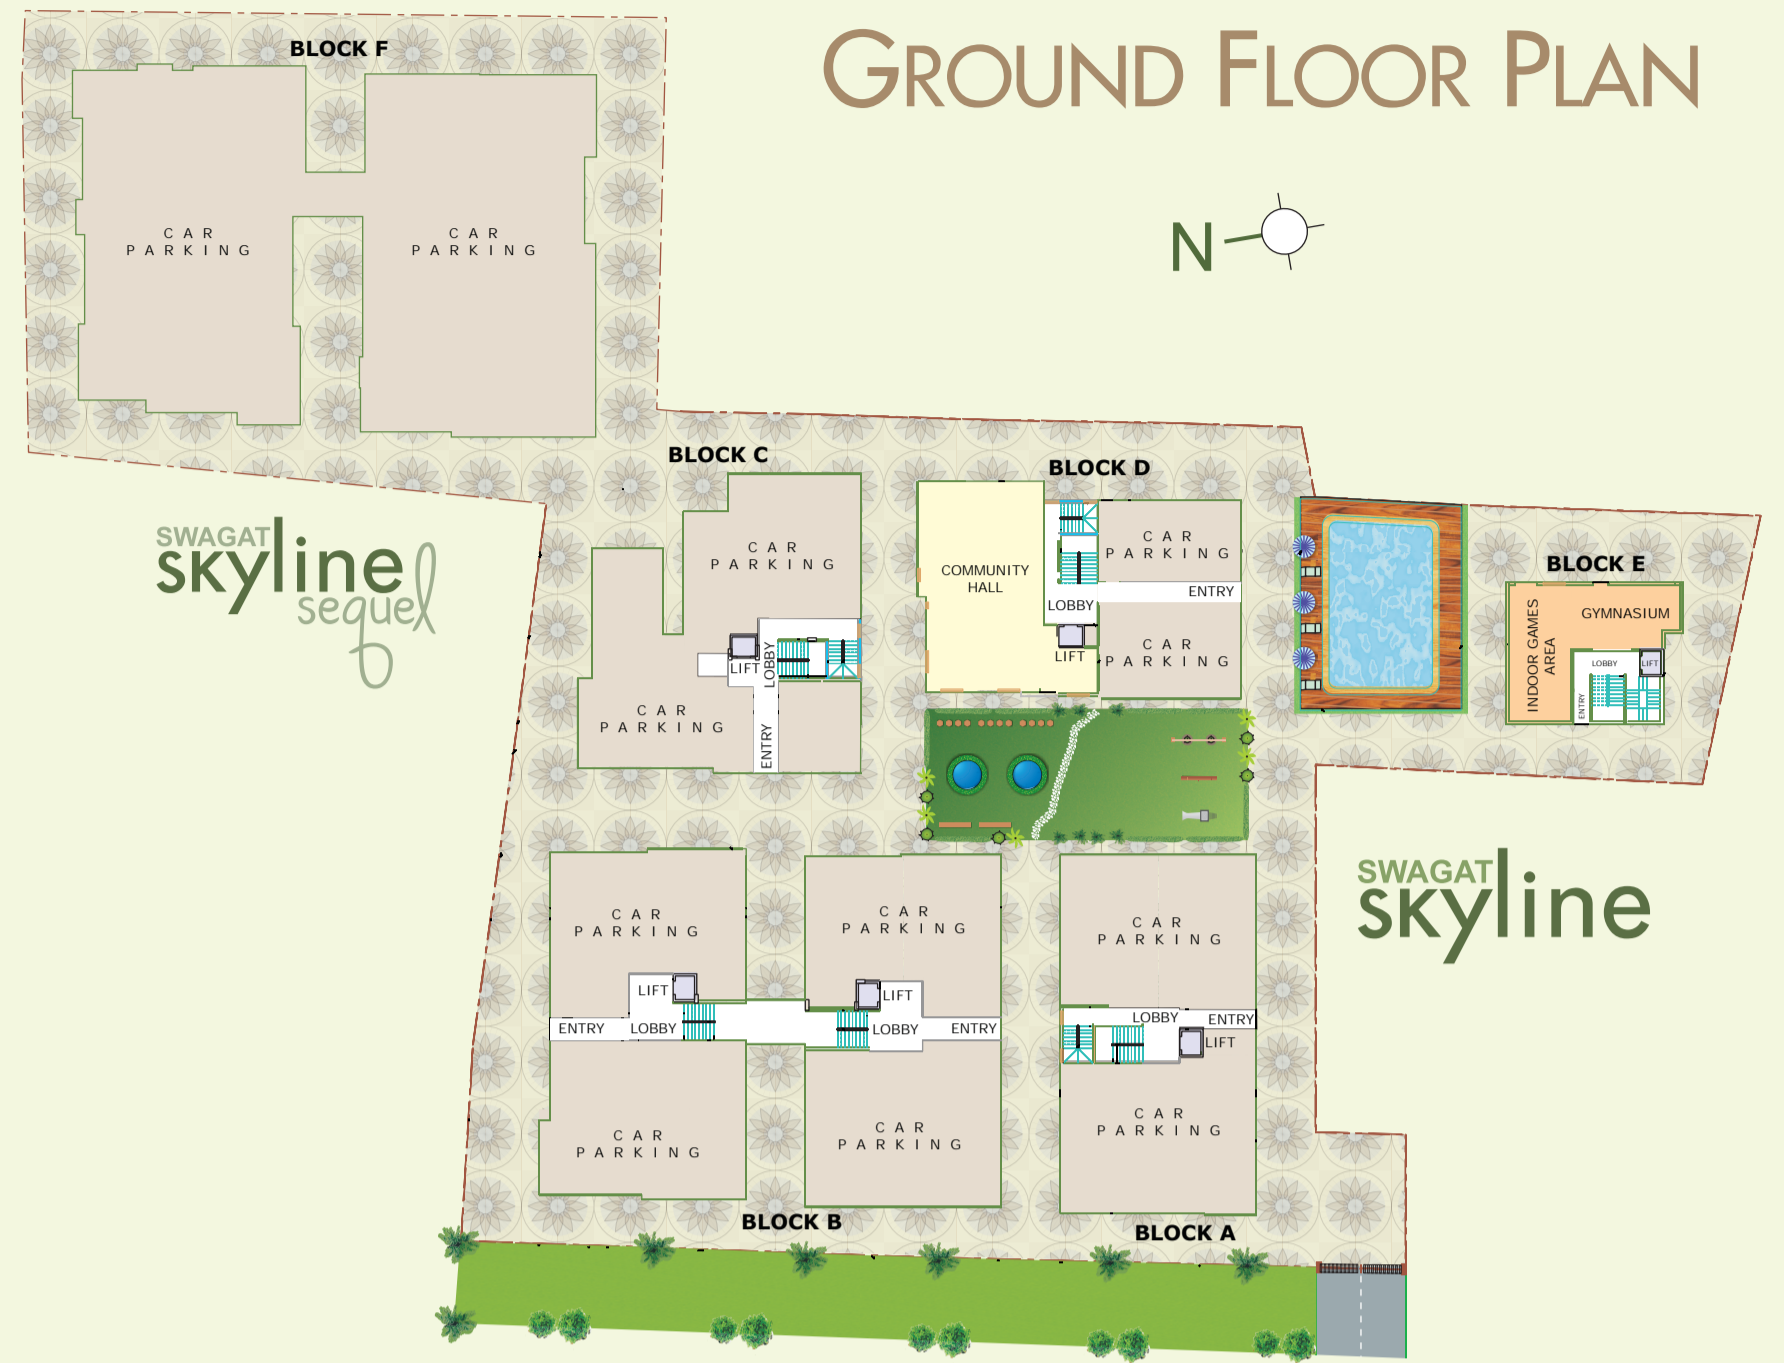 GROUND FLOOR PLAN
BLOCK F
CAR
PARKING
CAR
PARKING
N
BLOCK C
CAR
PARKING
LIFT
LOBBY
CAR
PARKING
ENTRY
BLOCK D
COMMUNITY
HALL
CAR
PARKING
ENTRY
LOBBY
LIFT
CAR
PARKING
BLOCK E
GYMNASIUM
INDOOR GAMES
AREA
LOBBY
LIFT
ENTRY
SWAGAT
skyline
sequel
SWAGAT
skyline
CAR
PARKING
LIFT
ENTRY
LOBBY
CAR
PARKING
CAR
PARKING
LIFT
LOBBY
ENTRY
CAR
PARKING
BLOCK B
CAR
PARKING
LOBBY
ENTRY
LIFT
CAR
PARKING
BLOCK A